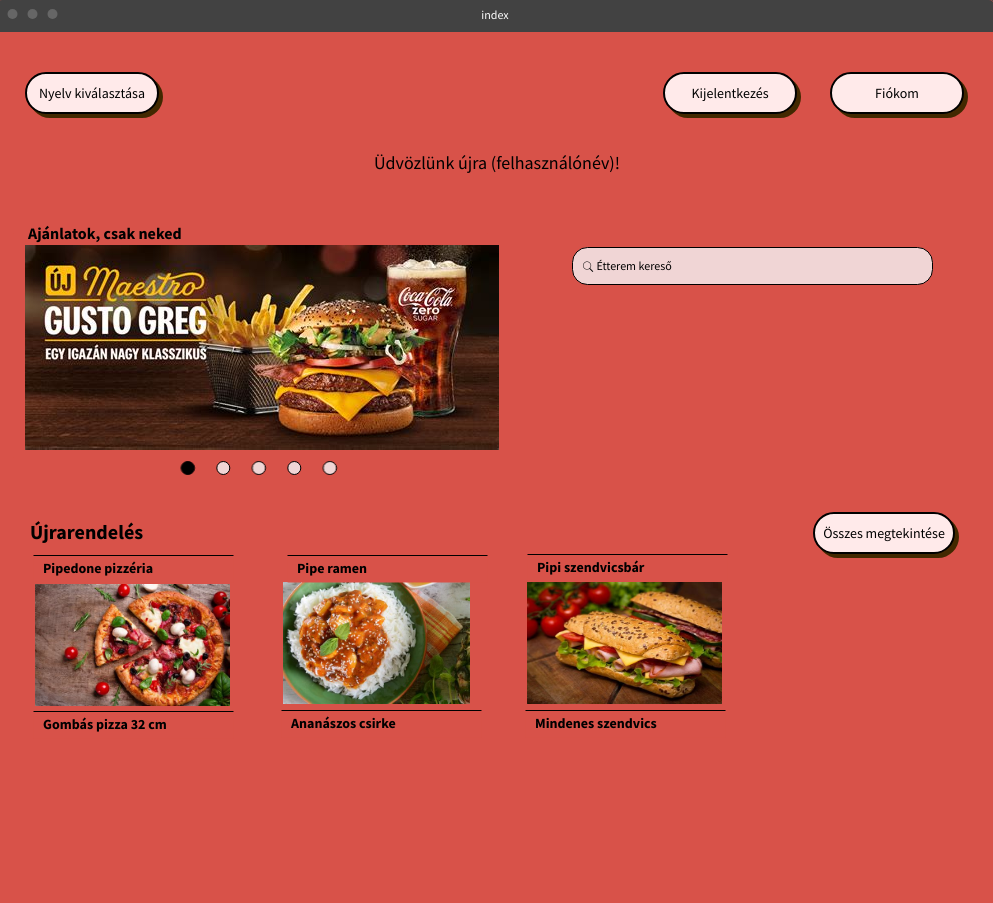 index
Nyelv kiválasztása
Kijelentkezés
Fiókom
Üdvözlünk újra (felhasználónév)!
Ajánlatok, csak neked
ÚJ Maestro
GUSTO GREG
EGY IGAZÁN NAGY KLASSZIKUS
Coca-Cola
zero
SUGAR
Étterem kereső
Újrarendelés
Összes megtekintése
Pipedone pizzéria
Pipe ramen
Pipi szendvicsbár
Gombás pizza 32 cm
Ananászos csirke
Mindenes szendvics